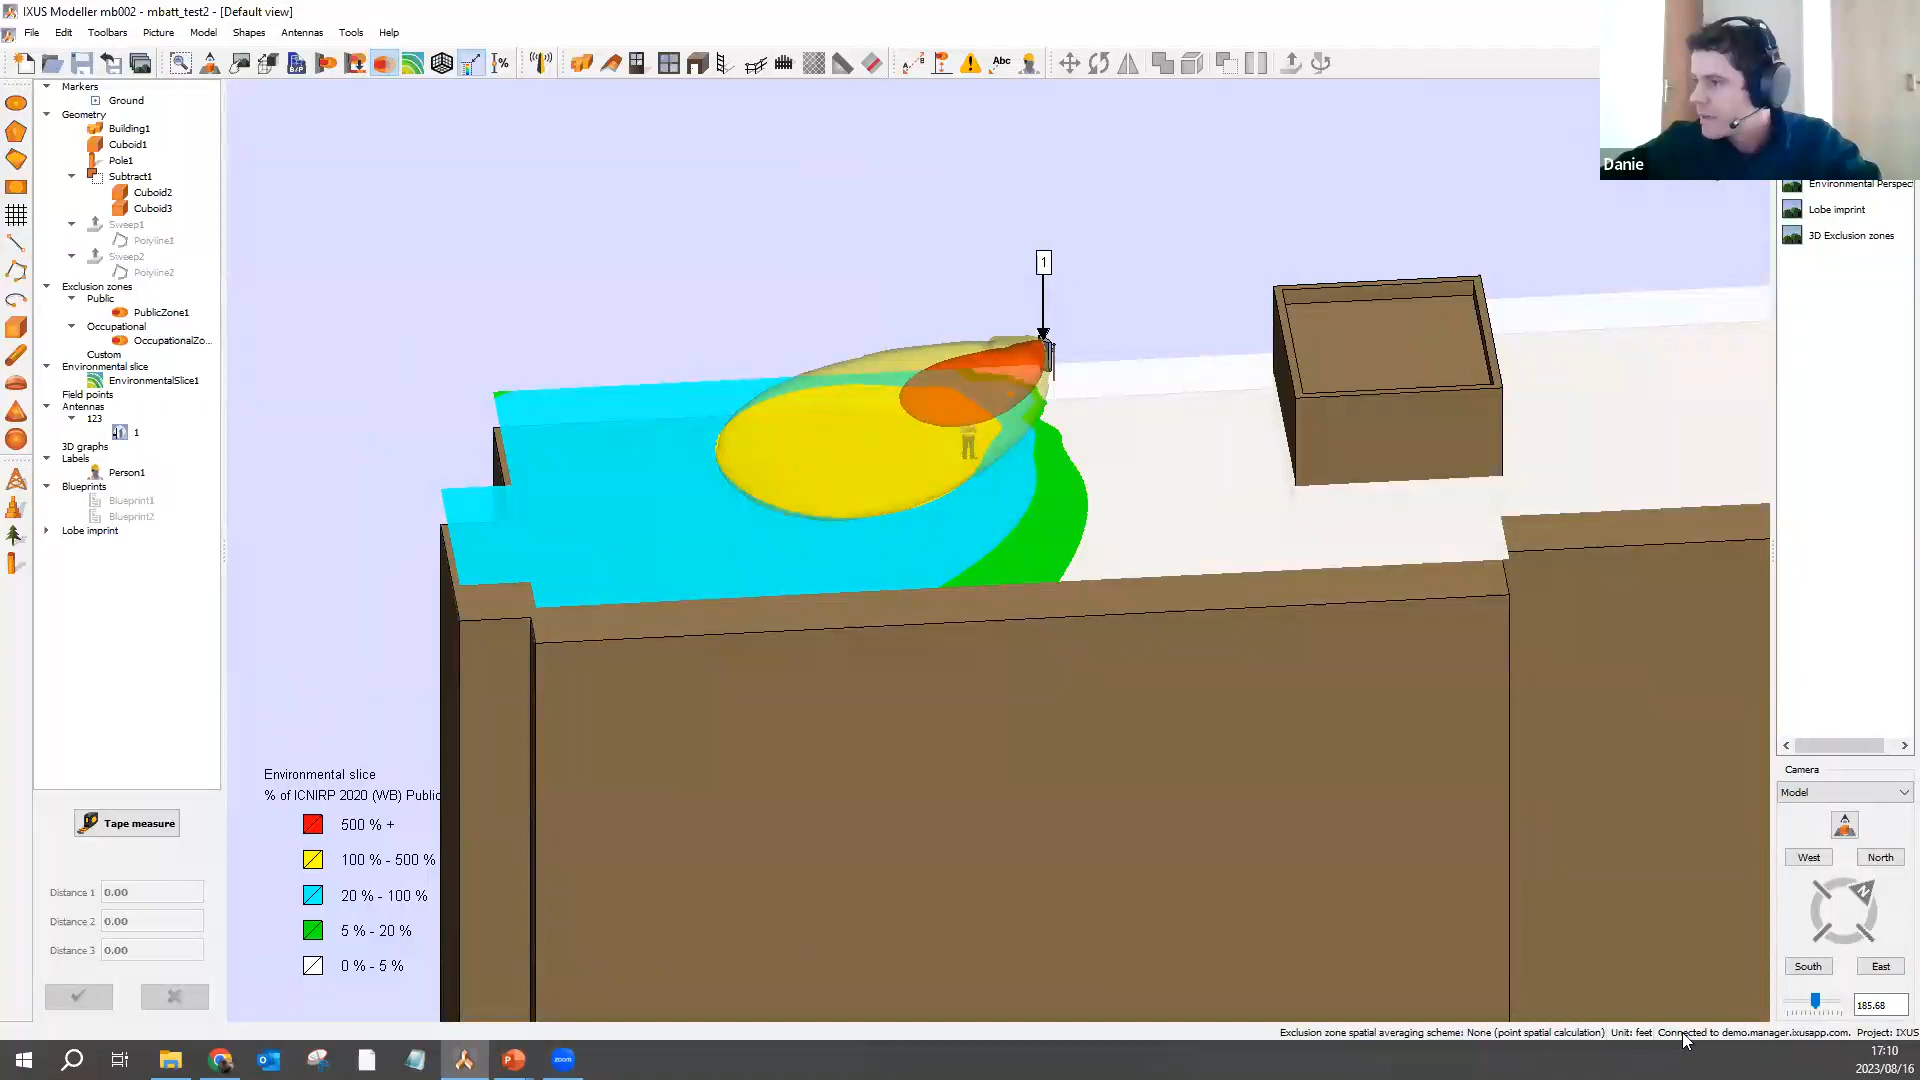 IXUS Modeller mb002 - mbatt_test2 - [Default view]
File Edit Toolbars Picture Model Shapes Antennas Tools Help
Abc
Danie
Markers
Ground
Geometry
Building1
Cuboid1
Pole1
Subtract1
Cuboid2
Cuboid3
Sweep1
Polyline1
Sweep2
Polyline2
Exclusion zones
Public
PublicZone1
Occupational
OccupationalZo...
Custom
Environmental slice
EnvironmentalSlice1
Field points
Antennas
123
1
3D graphs
Labels
Person1
Blueprints
Blueprint1
Blueprint2
Lobe imprint
Tape measure
Distance 1 0.00
Distance 2 0.00
Distance 3 0.00
1
Environmental slice
% of ICNIRP 2020 (WB) Public
500 % +
100 % - 500 %
20 % - 100 %
5 % - 20 %
0 % - 5 %
Environmental Perspect
Lobe imprint
3D Exclusion zones
Camera
Model
West North
N
South East
185.68
Exclusion zone spatial averaging scheme: None (point spatial calculation) Unit: feet Connected to demo.manager.ixusapp.com. Project: IXUS
zoom
17:10
2023/08/16